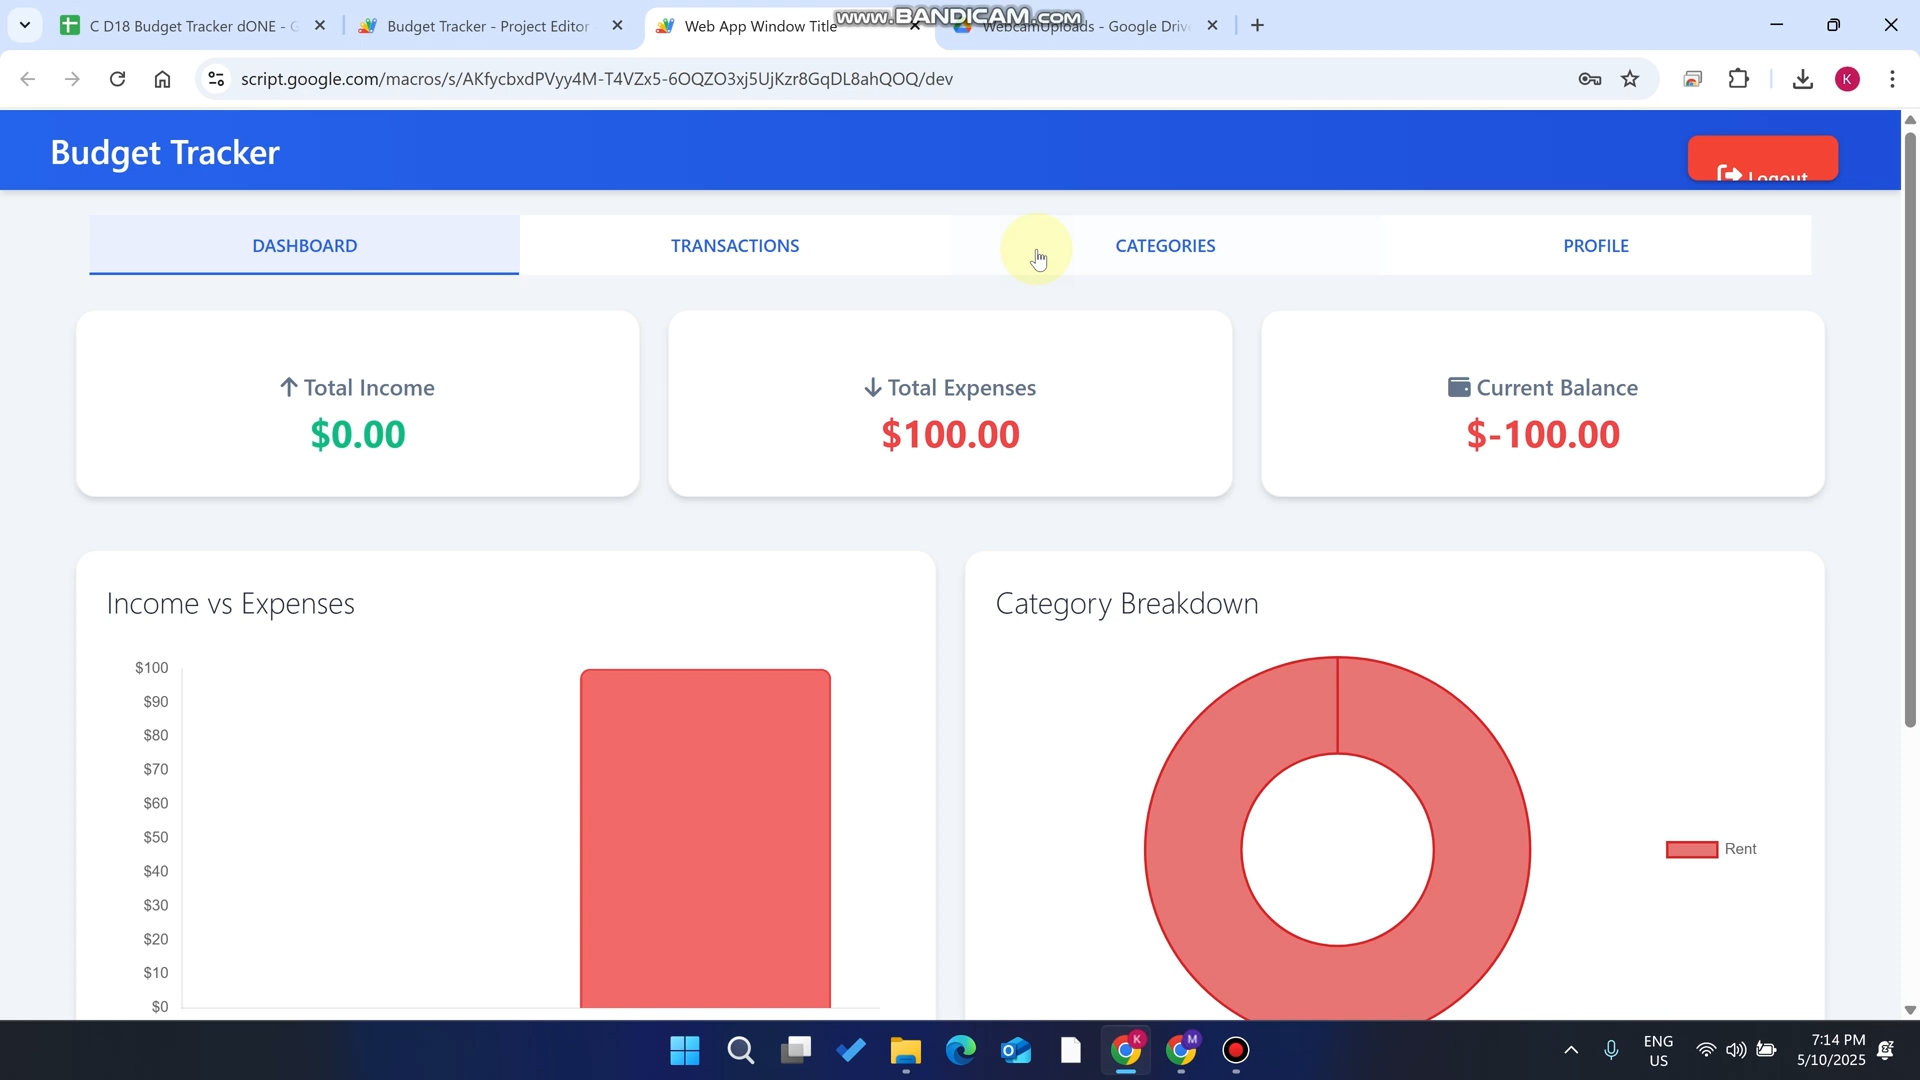 C D18 Budget Tracker dONE - G
Budget Tracker - Project Editor
Web App Window Title
WebcamUploads - Google Driv
www.BANDICAM.com
script.google.com/macros/s/AKfycbxdPVyy4M-T4VZx5-6OQZO3xj5UjKzr8GqDL8ahQOQ/dev
K
Budget Tracker
Logout
DASHBOARD
TRANSACTIONS
CATEGORIES
PROFILE
Total Income
$0.00
Total Expenses
$100.00
Current Balance
$-100.00
Income vs Expenses
$100
$90
$80
$70
$60
$50
$40
$30
$20
$10
$0
Category Breakdown
Rent
K
M
ENG
US
7:14 PM
5/10/2025